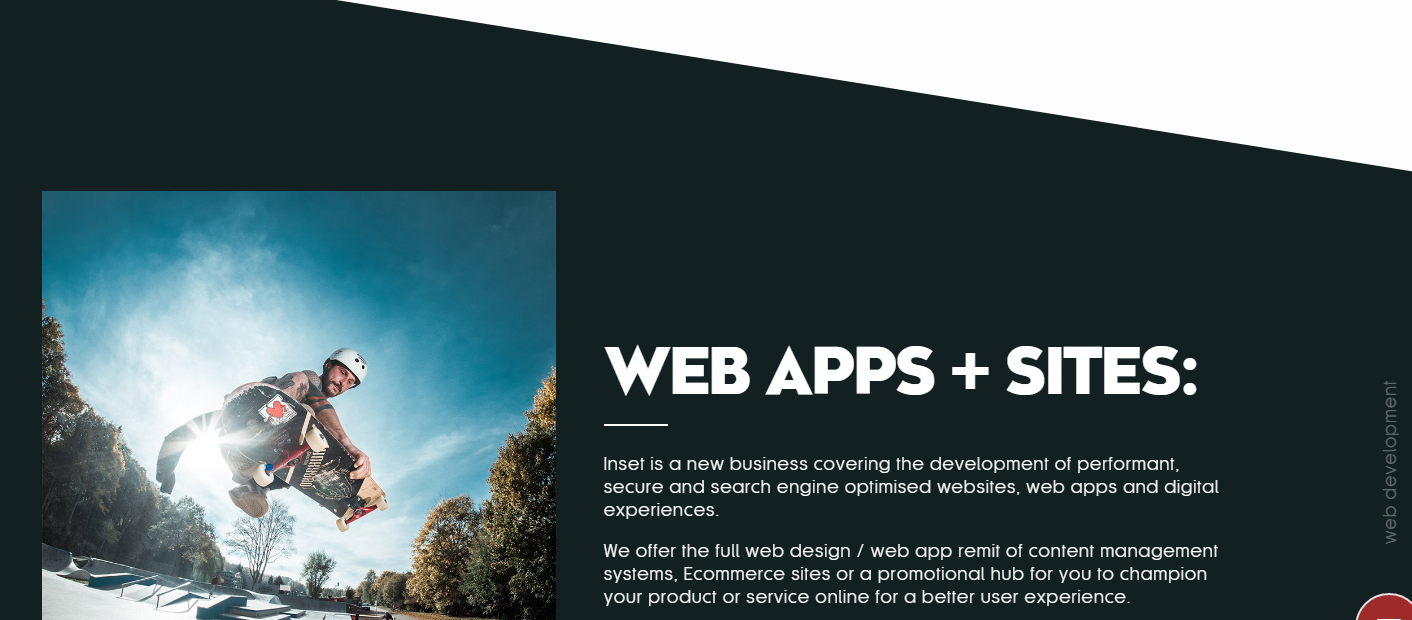 WEB APPS + SITES:
Inset is a new business covering the development of performant,
secure and search engine optimised websites, web apps and digital
experiences.
We offer the full web design / web app remit of content management
systems, Ecommerce sites or a promotional hub for you to champion
your product or service online for a better user experience.
web development